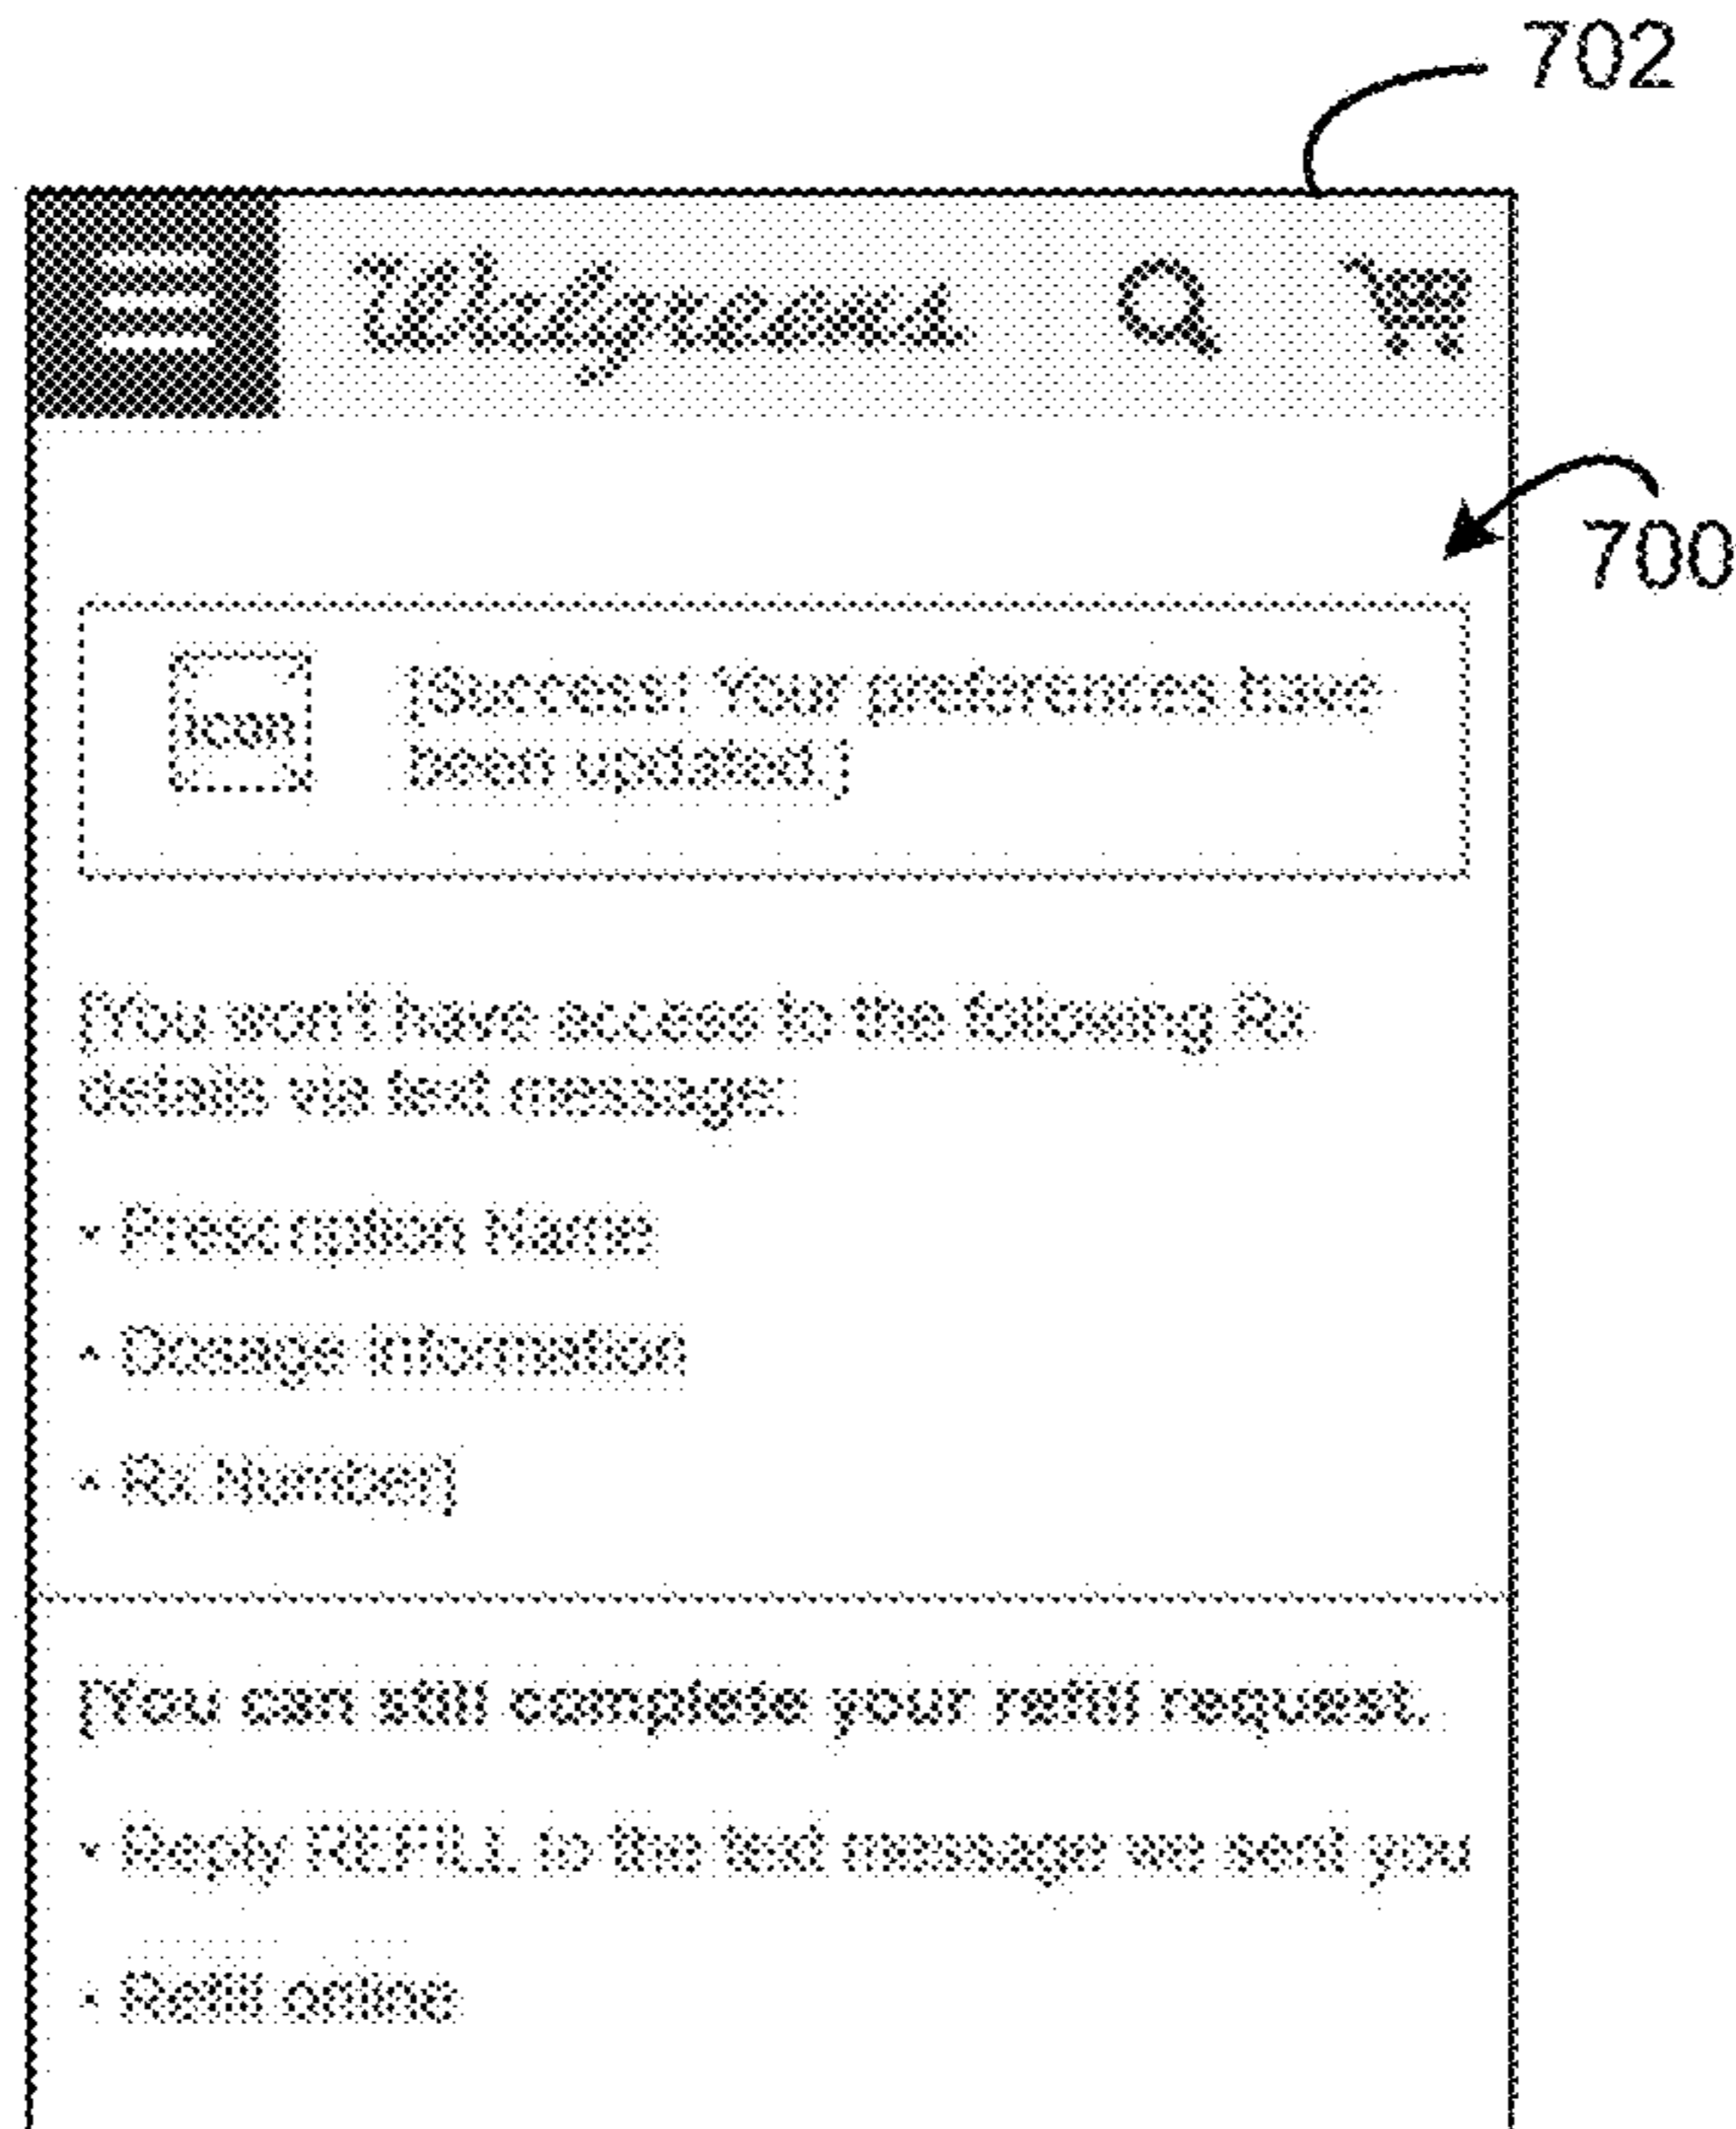 702
Walgreens
700
icon
[Success! Your preferences have
been updated.]
[You won't have access to the following Rx
details via text message:
• Prescription Name
• Dosage Information
• Rx Number]
[You can still complete your refill request.
• Reply REFILL to the text message we sent you
• Refill online